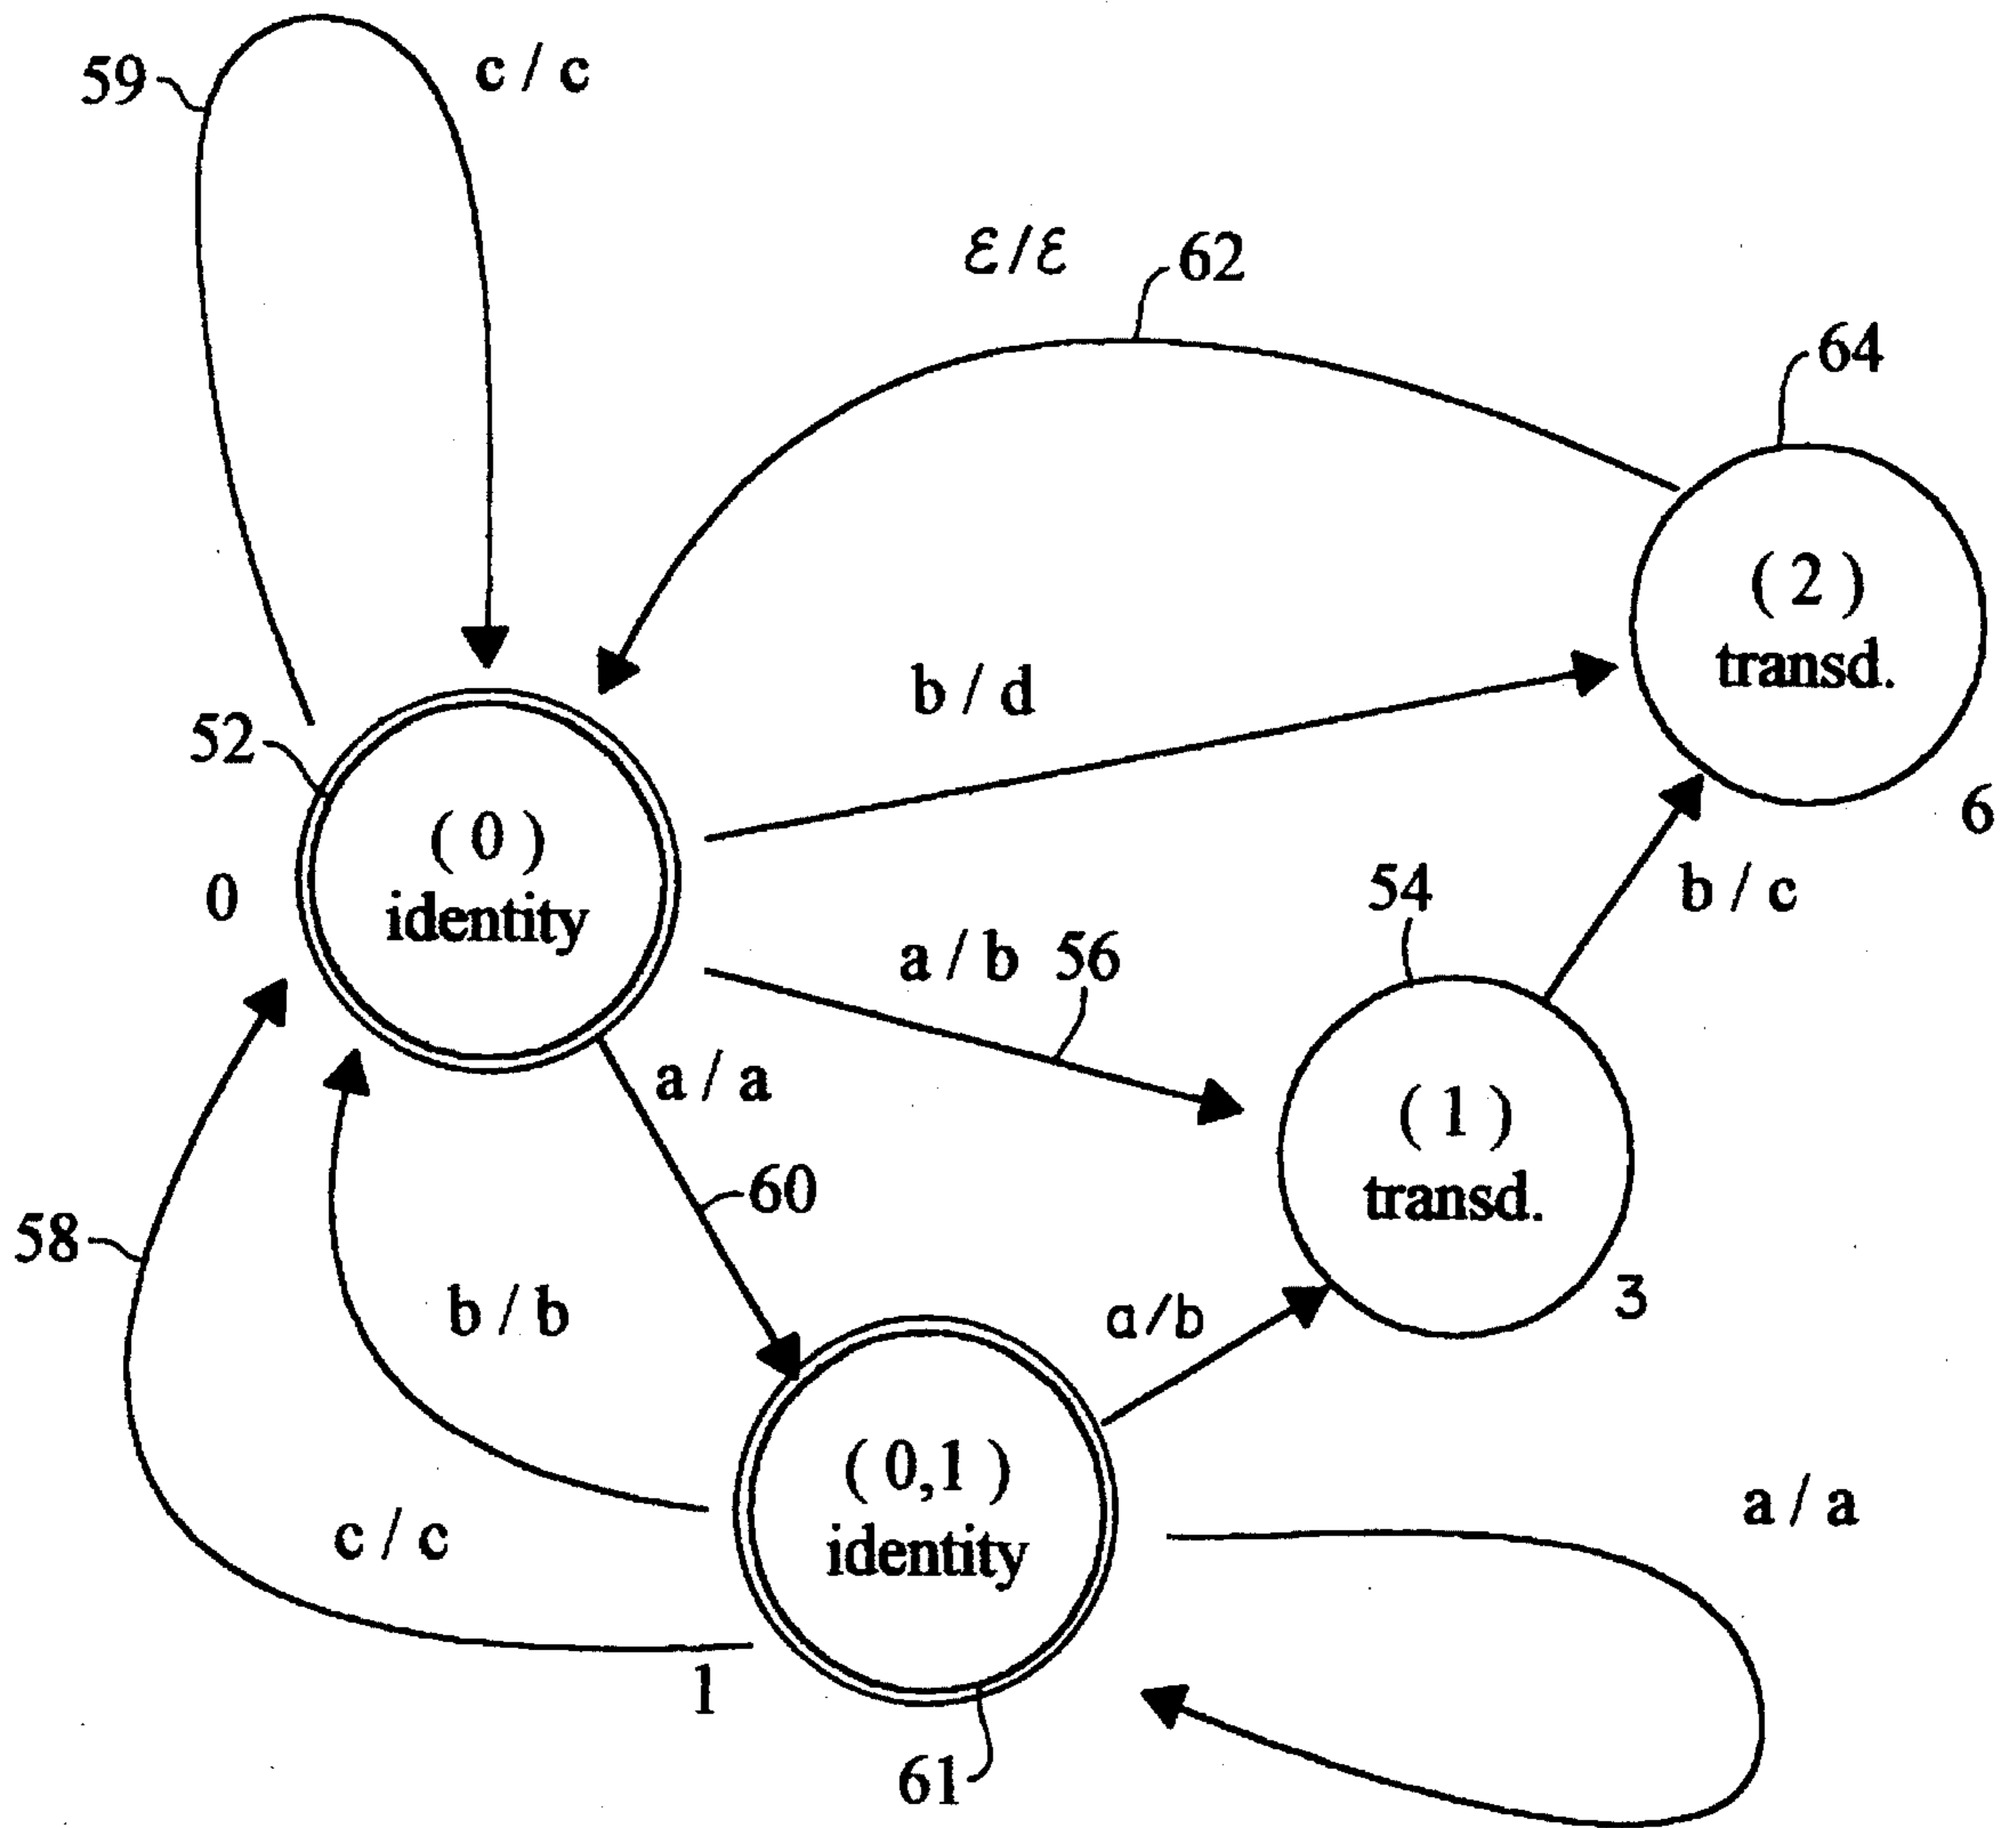 59
c / c
ε/ε
62
64
( 2 )
transd.
6
b / d
52
( 0 )
identity
0
54
b / c
a / b
56
a / a
( 1 )
transd.
3
60
58
b / b
a/b
( 0,1 )
identity
a / a
c / c
1
61